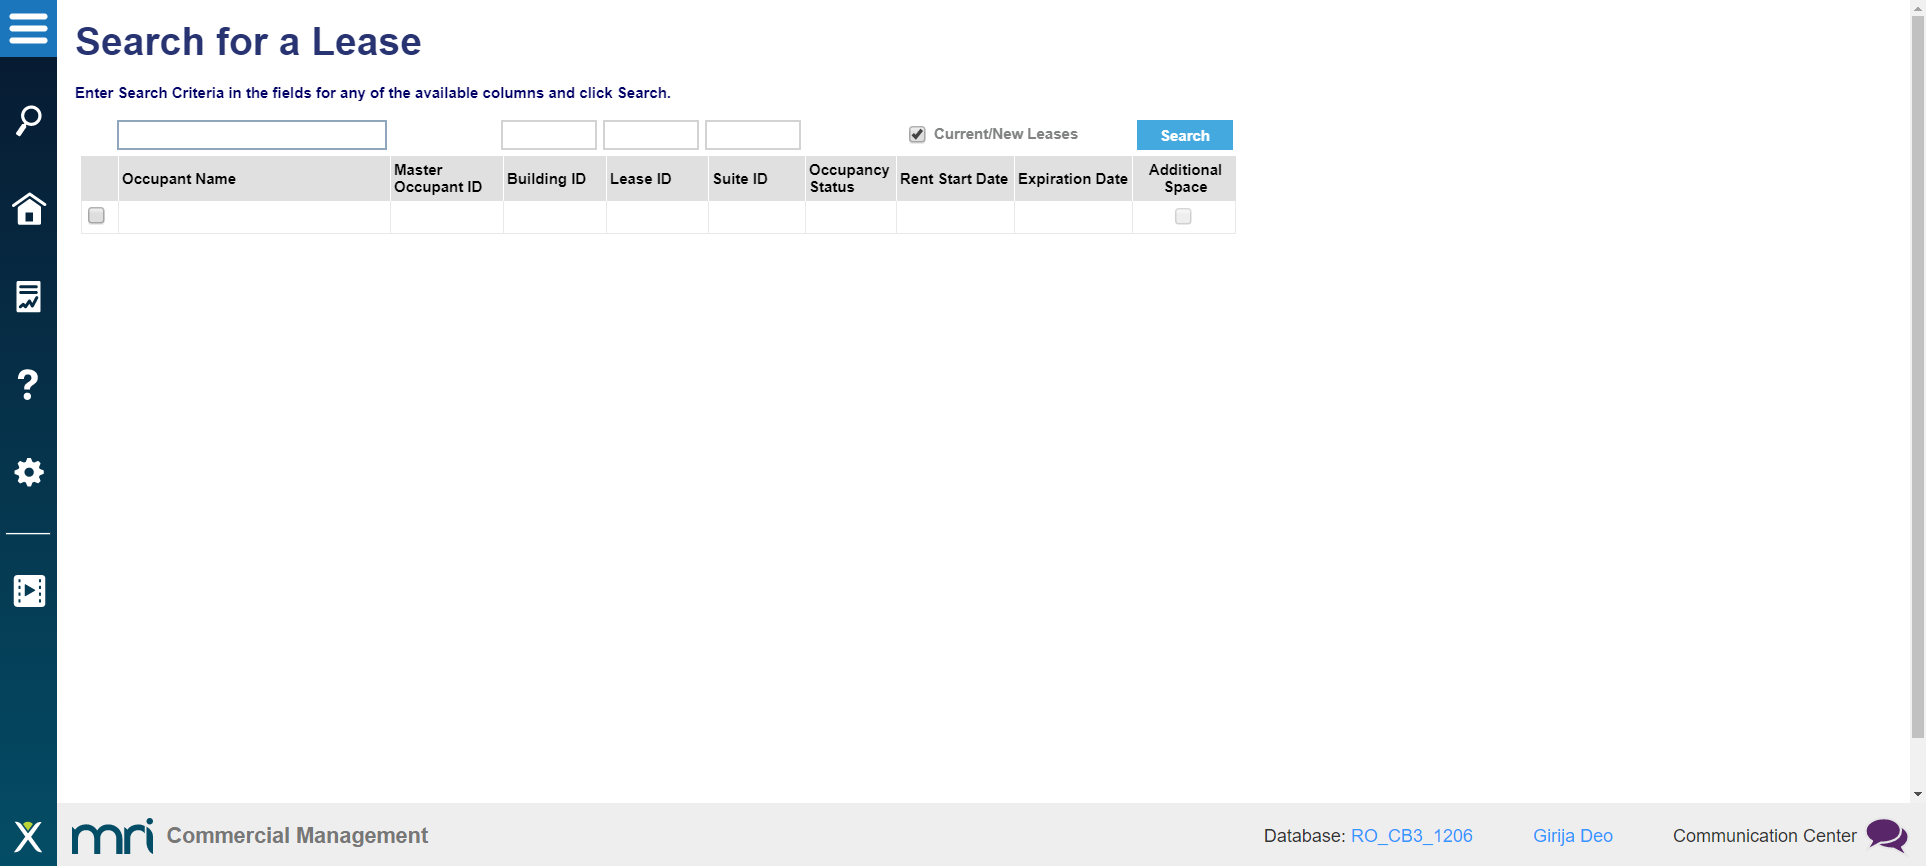 Search for a Lease
Enter Search Criteria in the fields for any of the available columns and click Search.
Current/New Leases
Search
Occupant Name
Master
Occupant ID
Building ID
Lease ID
Suite ID
Occupancy
Status
Rent Start Date
Expiration Date
Additional
Space
mri
Commercial Management
Database: RO_CB3_1206
Girija Deo
Communication Center